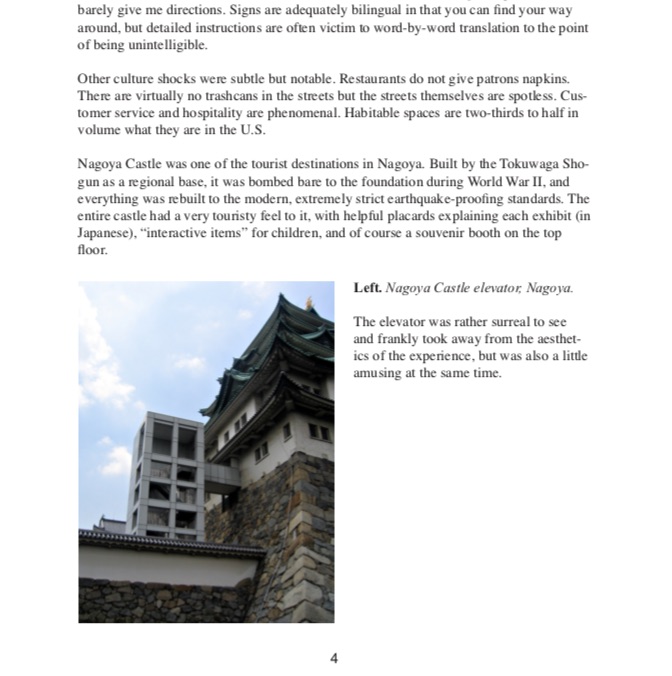 barely give me directions. Signs are adequately bilingual in that you can find your way
around, but detailed instructions are often victim to word-by-word translation to the point
of being unintelligible.
Other culture shocks were subtle but notable. Restaurants do not give patrons napkins.
There are virtually no trashcans in the streets but the streets themselves are spotless. Cus-
tomer service and hospitality are phenomenal. Habitable spaces are two-thirds to half in
volume what they are in the U.S.
Nagoya Castle was one of the tourist destinations in Nagoya. Built by the Tokuwaga Sho-
gun as a regional base, it was bombed bare to the foundation during World War II, and
everything was rebuilt to the modern, extremely strict earthquake-proofing standards. The
entire castle had a very touristy feel to it, with helpful placards explaining each exhibit (in
Japanese), “interactive items” for children, and of course a souvenir booth on the top
floor.
Left. Nagoya Castle elevator, Nagoya.
The elevator was rather surreal to see
and frankly took away from the aesthet-
ics of the experience, but was also a little
amusing at the same time.
4